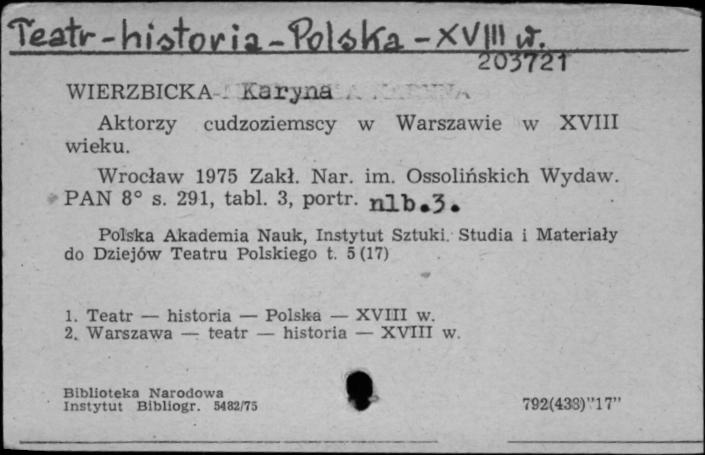 Teatr-historia-Polska-XVIII w.
203721
WIERZBICKA Karyna
Aktorzy cudzoziemscy w Warszawie w XVIII
wieku.
Wrocław 1975 Zakł. Nar. im. Ossolińskich Wydaw.
PAN 8° s. 291, tabl. 3, portr. nlb.3.
Polska Akademia Nauk, Instytut Sztuki. Studia i Materiały
do Dziejów Teatru Polskiego t. 5 (17)
1. Teatr — historia — Polska — XVIII w.
2. Warszawa — teatr — historia — XVIII w.
Biblioteka Narodowa
Instytut Bibliogr. 5482/75
792(438)"17"